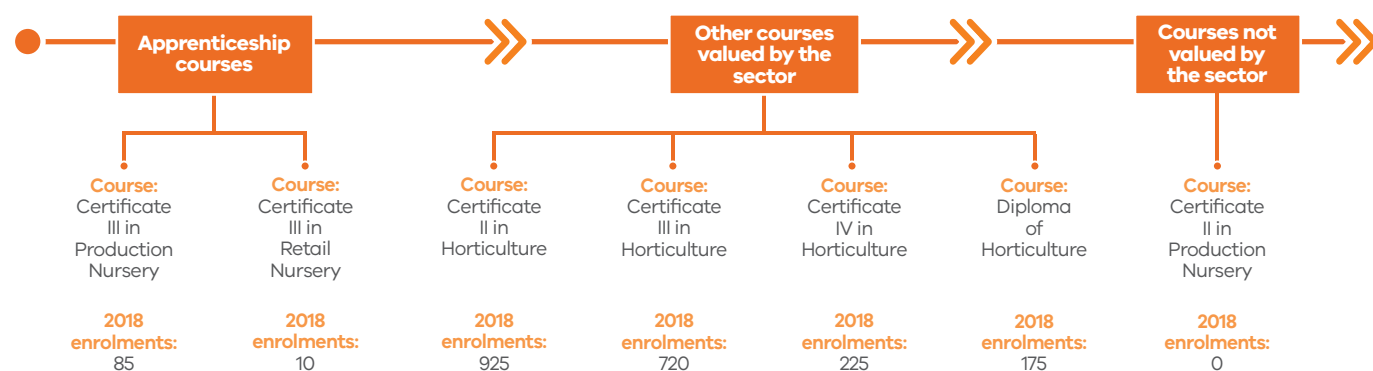 Apprenticeship
courses
Other courses
valued by the
sector
Courses not
valued by
the sector
Course:
Certificate
III in
Production
Nursery
2018
enrolments:
85
Course:
Certificate
III in
Retail
Nursery
2018
enrolments:
10
Course:
Certificate
II in
Horticulture
2018
enrolments:
925
Course:
Certificate
III in
Horticulture
2018
enrolments:
720
Course:
Certificate
IV in
Horticulture
2018
enrolments:
225
Course:
Diploma
of
Horticulture
2018
enrolments:
175
Course:
Certificate
II in
Production
Nursery
2018
enrolments:
0